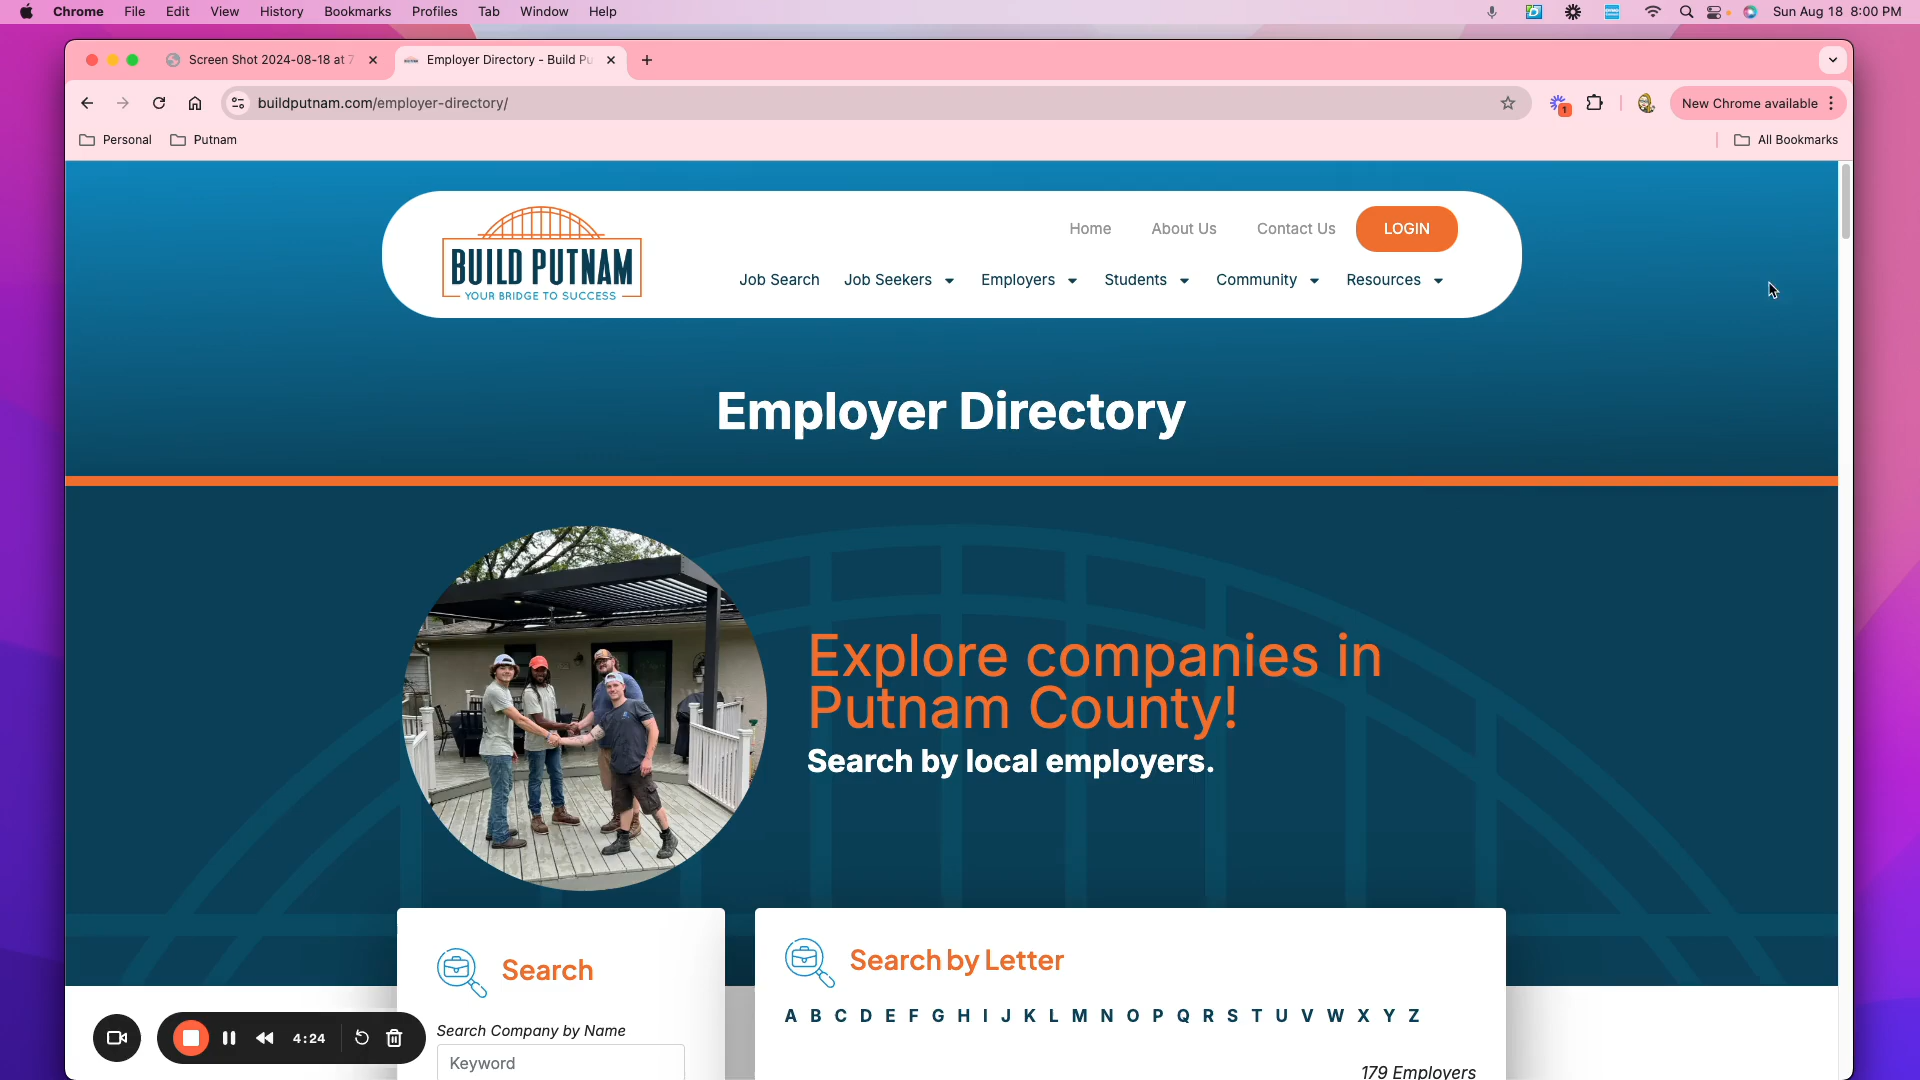 Chrome File Edit View History Bookmarks Profiles Tab Window Help Sun Aug 18 8:00 PM
Screen Shot 2024-08-18 at 7 Employer Directory - Build Pu
buildputnam.com/employer-directory/ 1 New Chrome available
Personal Putnam All Bookmarks
BUILD PUTNAM
YOUR BRIDGE TO SUCCESS
Home About Us Contact Us LOGIN
Job Search Job Seekers Employers Students Community Resources
Employer Directory
Explore companies in
Putnam County!
Search by local employers.
Search
Search Company by Name
Keyword
Search by Letter
A B C D E F G H I J K L M N O P Q R S T U V W X Y Z
179 Employers
4:24